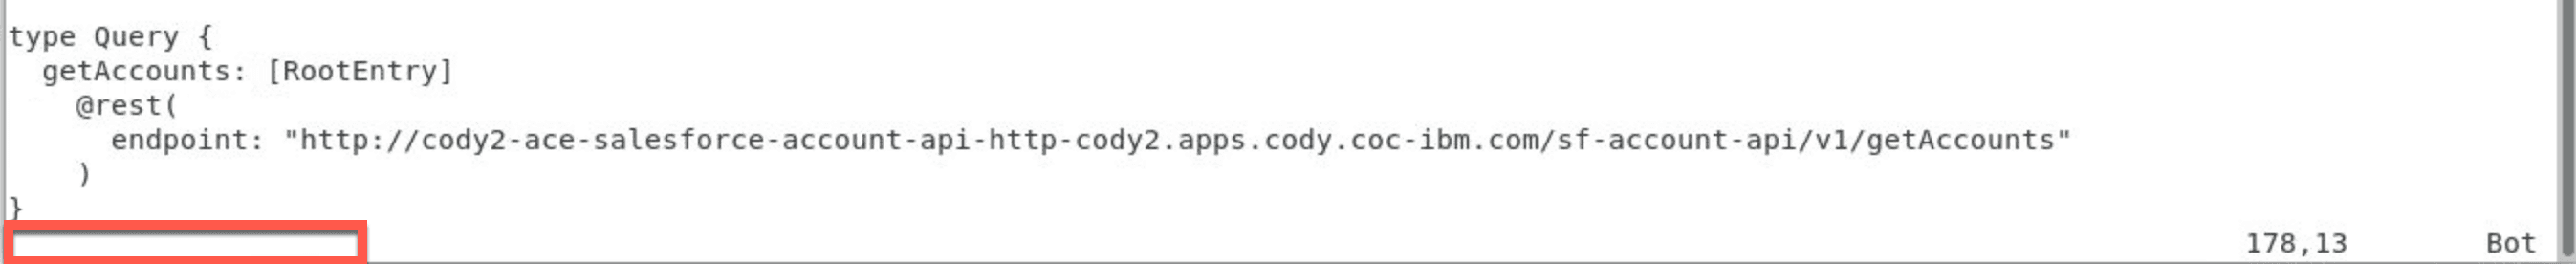 type Query {
  getAccounts: [RootEntry]
    @rest(
      endpoint: "http://cody2-ace-salesforce-account-api-http-cody2.apps.cody.coc-ibm.com/sf-account-api/v1/getAccounts"
    )
}
178,13 Bot